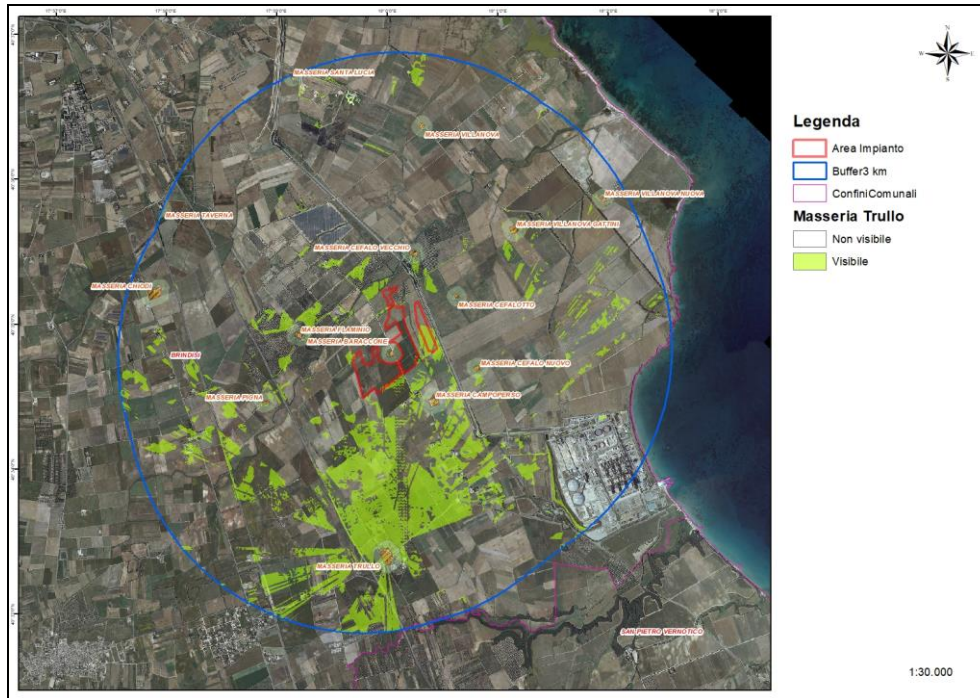 MASSERIA SANTA LUCIA
MASSERIA VILLANOVA
MASSERIA VILLANOVA NUOVA
MASSERIA TAVERNA
MASSERIA VILLANOVA GATTINI
MASSERIA CEFALO VECCHIO
MASSERIA CHIODI
MASSERIA CEFALOTTO
MASSERIA FLAMINIO
MASSERIA BARACCONE
BRINDISI
MASSERIA CEFALO NUOVO
MASSERIA PIGNA
MASSERIA CAMPOPERSO
MASSERIA TRULLO
SAN PIETRO VERNOTICO
N
W
E
S
Legenda
Area Impianto
Buffer3 km
ConfiniComunali
Masseria Trullo
Non visibile
Visibile
1:30.000